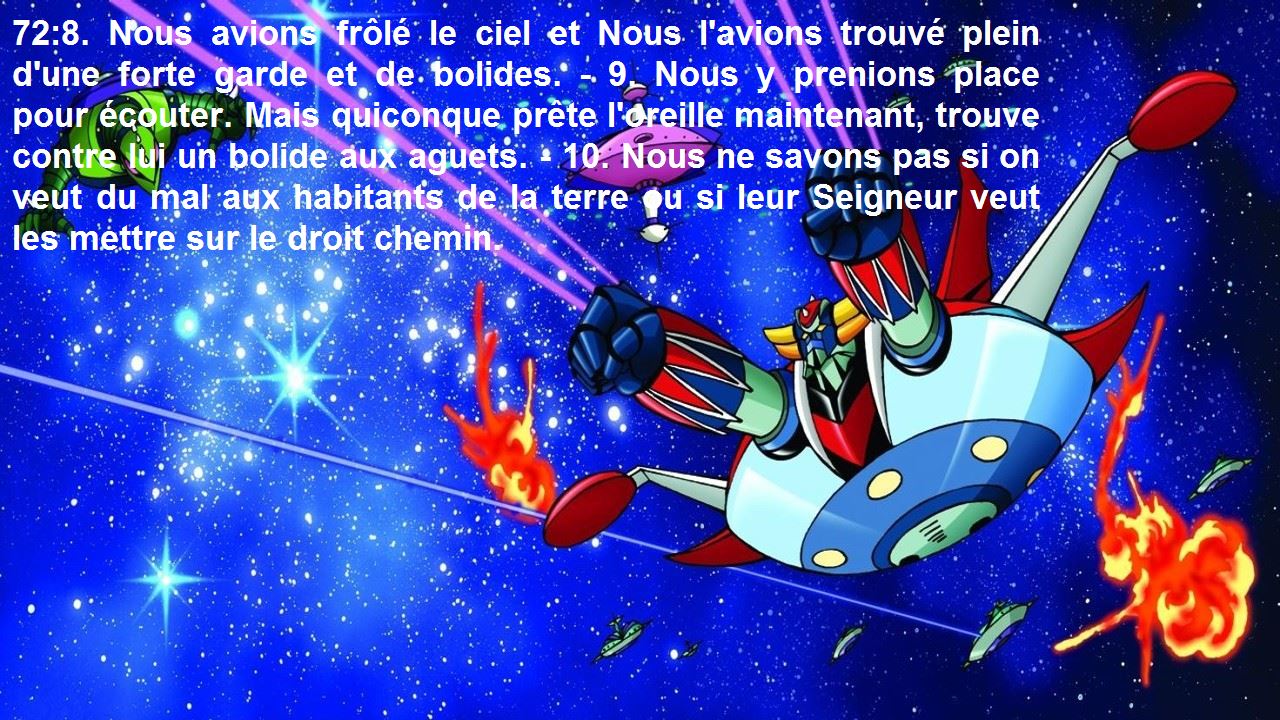 72:8. Nous avions frôlé le ciel et Nous l'avions trouvé plein
d'une forte garde et de bolides. - 9. Nous y prenions place
pour écouter. Mais quiconque prête l'oreille maintenant, trouve
contre lui un bolide aux aguets. - 10. Nous ne savons pas si on
veut du mal aux habitants de la terre ou si leur Seigneur veut
les mettre sur le droit chemin.